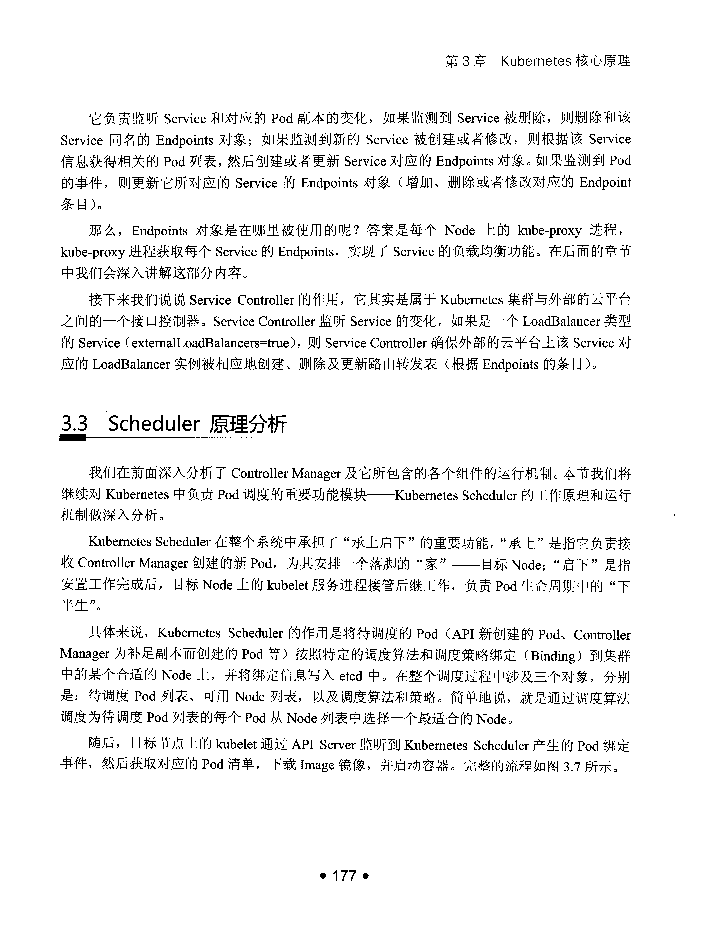 第 3 章 Kubernetes 核心原理
它负责监听 Service 和对应的 Pod 副本的变化，如果监测到 Service 被删除，则删除和该
Service 同名的 Endpoints 对象；如果监测到新的 Service 被创建或者修改，则根据该 Service
信息获得相关的 Pod 列表，然后创建或者更新 Service 对应的 Endpoints 对象。如果监测到 Pod
的事件，则更新它所对应的 Service 的 Endpoints 对象（增加、删除或者修改对应的 Endpoint
条目）。
那么，Endpoints 对象是在哪里被使用的呢？答案是每个 Node 上的 kube-proxy 进程，
kube-proxy 进程获取每个 Service 的 Endpoints，实现了 Service 的负载均衡功能。在后面的章节
中我们会深入讲解这部分内容。
接下来我们说说 Service Controller 的作用，它其实是属于 Kubernetes 集群与外部的云平台
之间的一个接口控制器。Service Controller 监听 Service 的变化，如果是一个 LoadBalancer 类型
的 Service（externalLoadBalancers=true），则 Service Controller 确保外部的云平台上该 Service 对
应的 LoadBalancer 实例被相应地创建、删除及更新路由转发表（根据 Endpoints 的条目）。
3.3 Scheduler 原理分析
我们在前面深入分析了 Controller Manager 及它所包含的各个组件的运行机制。本节我们将
继续对 Kubernetes 中负责 Pod 调度的重要功能模块——Kubernetes Scheduler 的工作原理和运行
机制做深入分析。
Kubernetes Scheduler 在整个系统中承担了“承上启下”的重要功能，“承上”是指它负责接
收 Controller Manager 创建的新 Pod，为其安排一个落脚的“家”——目标 Node；“启下”是指
安置工作完成后，目标 Node 上的 kubelet 服务进程接管后继工作，负责 Pod 生命周期中的“下
半生”。
具体来说，Kubernetes Scheduler 的作用是将待调度的 Pod（API 新创建的 Pod、Controller
Manager 为补足副本而创建的 Pod 等）按照特定的调度算法和调度策略绑定（Binding）到集群
中的某个合适的 Node 上，并将绑定信息写入 etcd 中。在整个调度过程中涉及三个对象，分别
是：待调度 Pod 列表、可用 Node 列表，以及调度算法和策略。简单地说，就是通过调度算法
调度为待调度 Pod 列表的每个 Pod 从 Node 列表中选择一个最适合的 Node。
随后，目标节点上的 kubelet 通过 API Server 监听到 Kubernetes Scheduler 产生的 Pod 绑定
事件，然后获取对应的 Pod 清单，下载 Image 镜像，并启动容器。完整的流程如图 3.7 所示。
• 177 •